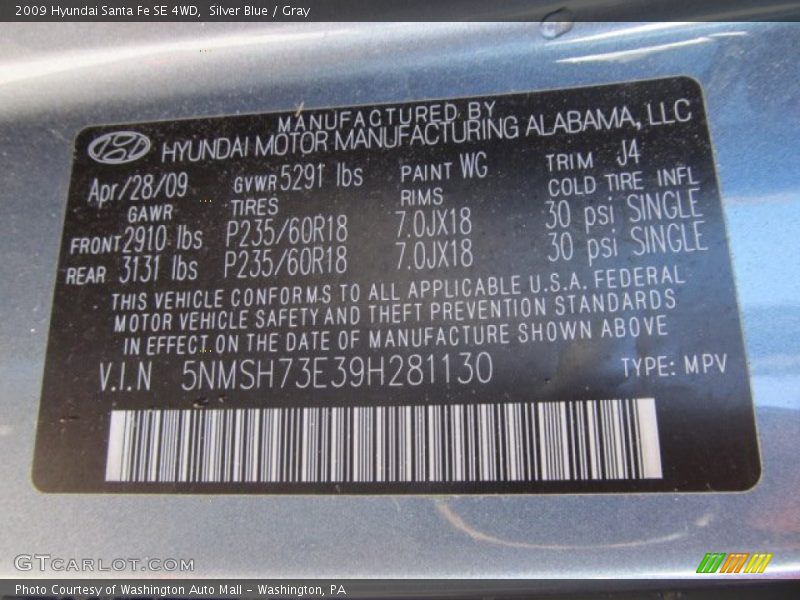 2009 Hyundai Santa Fe SE 4WD, Silver Blue / Gray
MANUFACTURED BY
HYUNDAI MOTOR MANUFACTURING ALABAMA, LLC
Apr/28/09 GVWR 5291 lbs PAINT WG TRIM J4
GAWR TIRES RIMS COLD TIRE INFL
FRONT 2910 lbs P235/60R18 7.0JX18 30 psi SINGLE
REAR 3131 lbs P235/60R18 7.0JX18 30 psi SINGLE
THIS VEHICLE CONFORMS TO ALL APPLICABLE U.S.A. FEDERAL
MOTOR VEHICLE SAFETY AND THEFT PREVENTION STANDARDS
IN EFFECT ON THE DATE OF MANUFACTURE SHOWN ABOVE
V.I.N 5NMSH73E39H281130 TYPE: MPV
GTCARLOT.COM
Photo Courtesy of Washington Auto Mall - Washington, PA